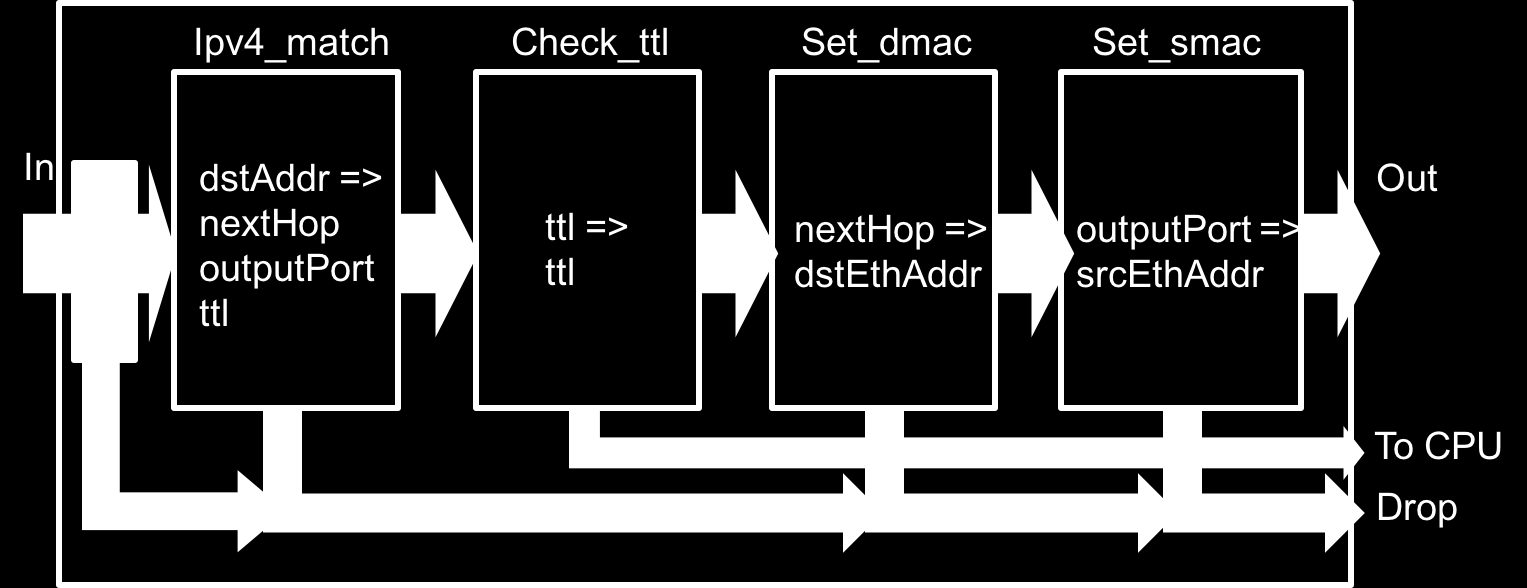 Ipv4_match
Check_ttl
Set_dmac
Set_smac
In
dstAddr =>
nextHop
outputPort
ttl
ttl =>
ttl
nextHop =>
dstEthAddr
outputPort =>
srcEthAddr
Out
To CPU
Drop